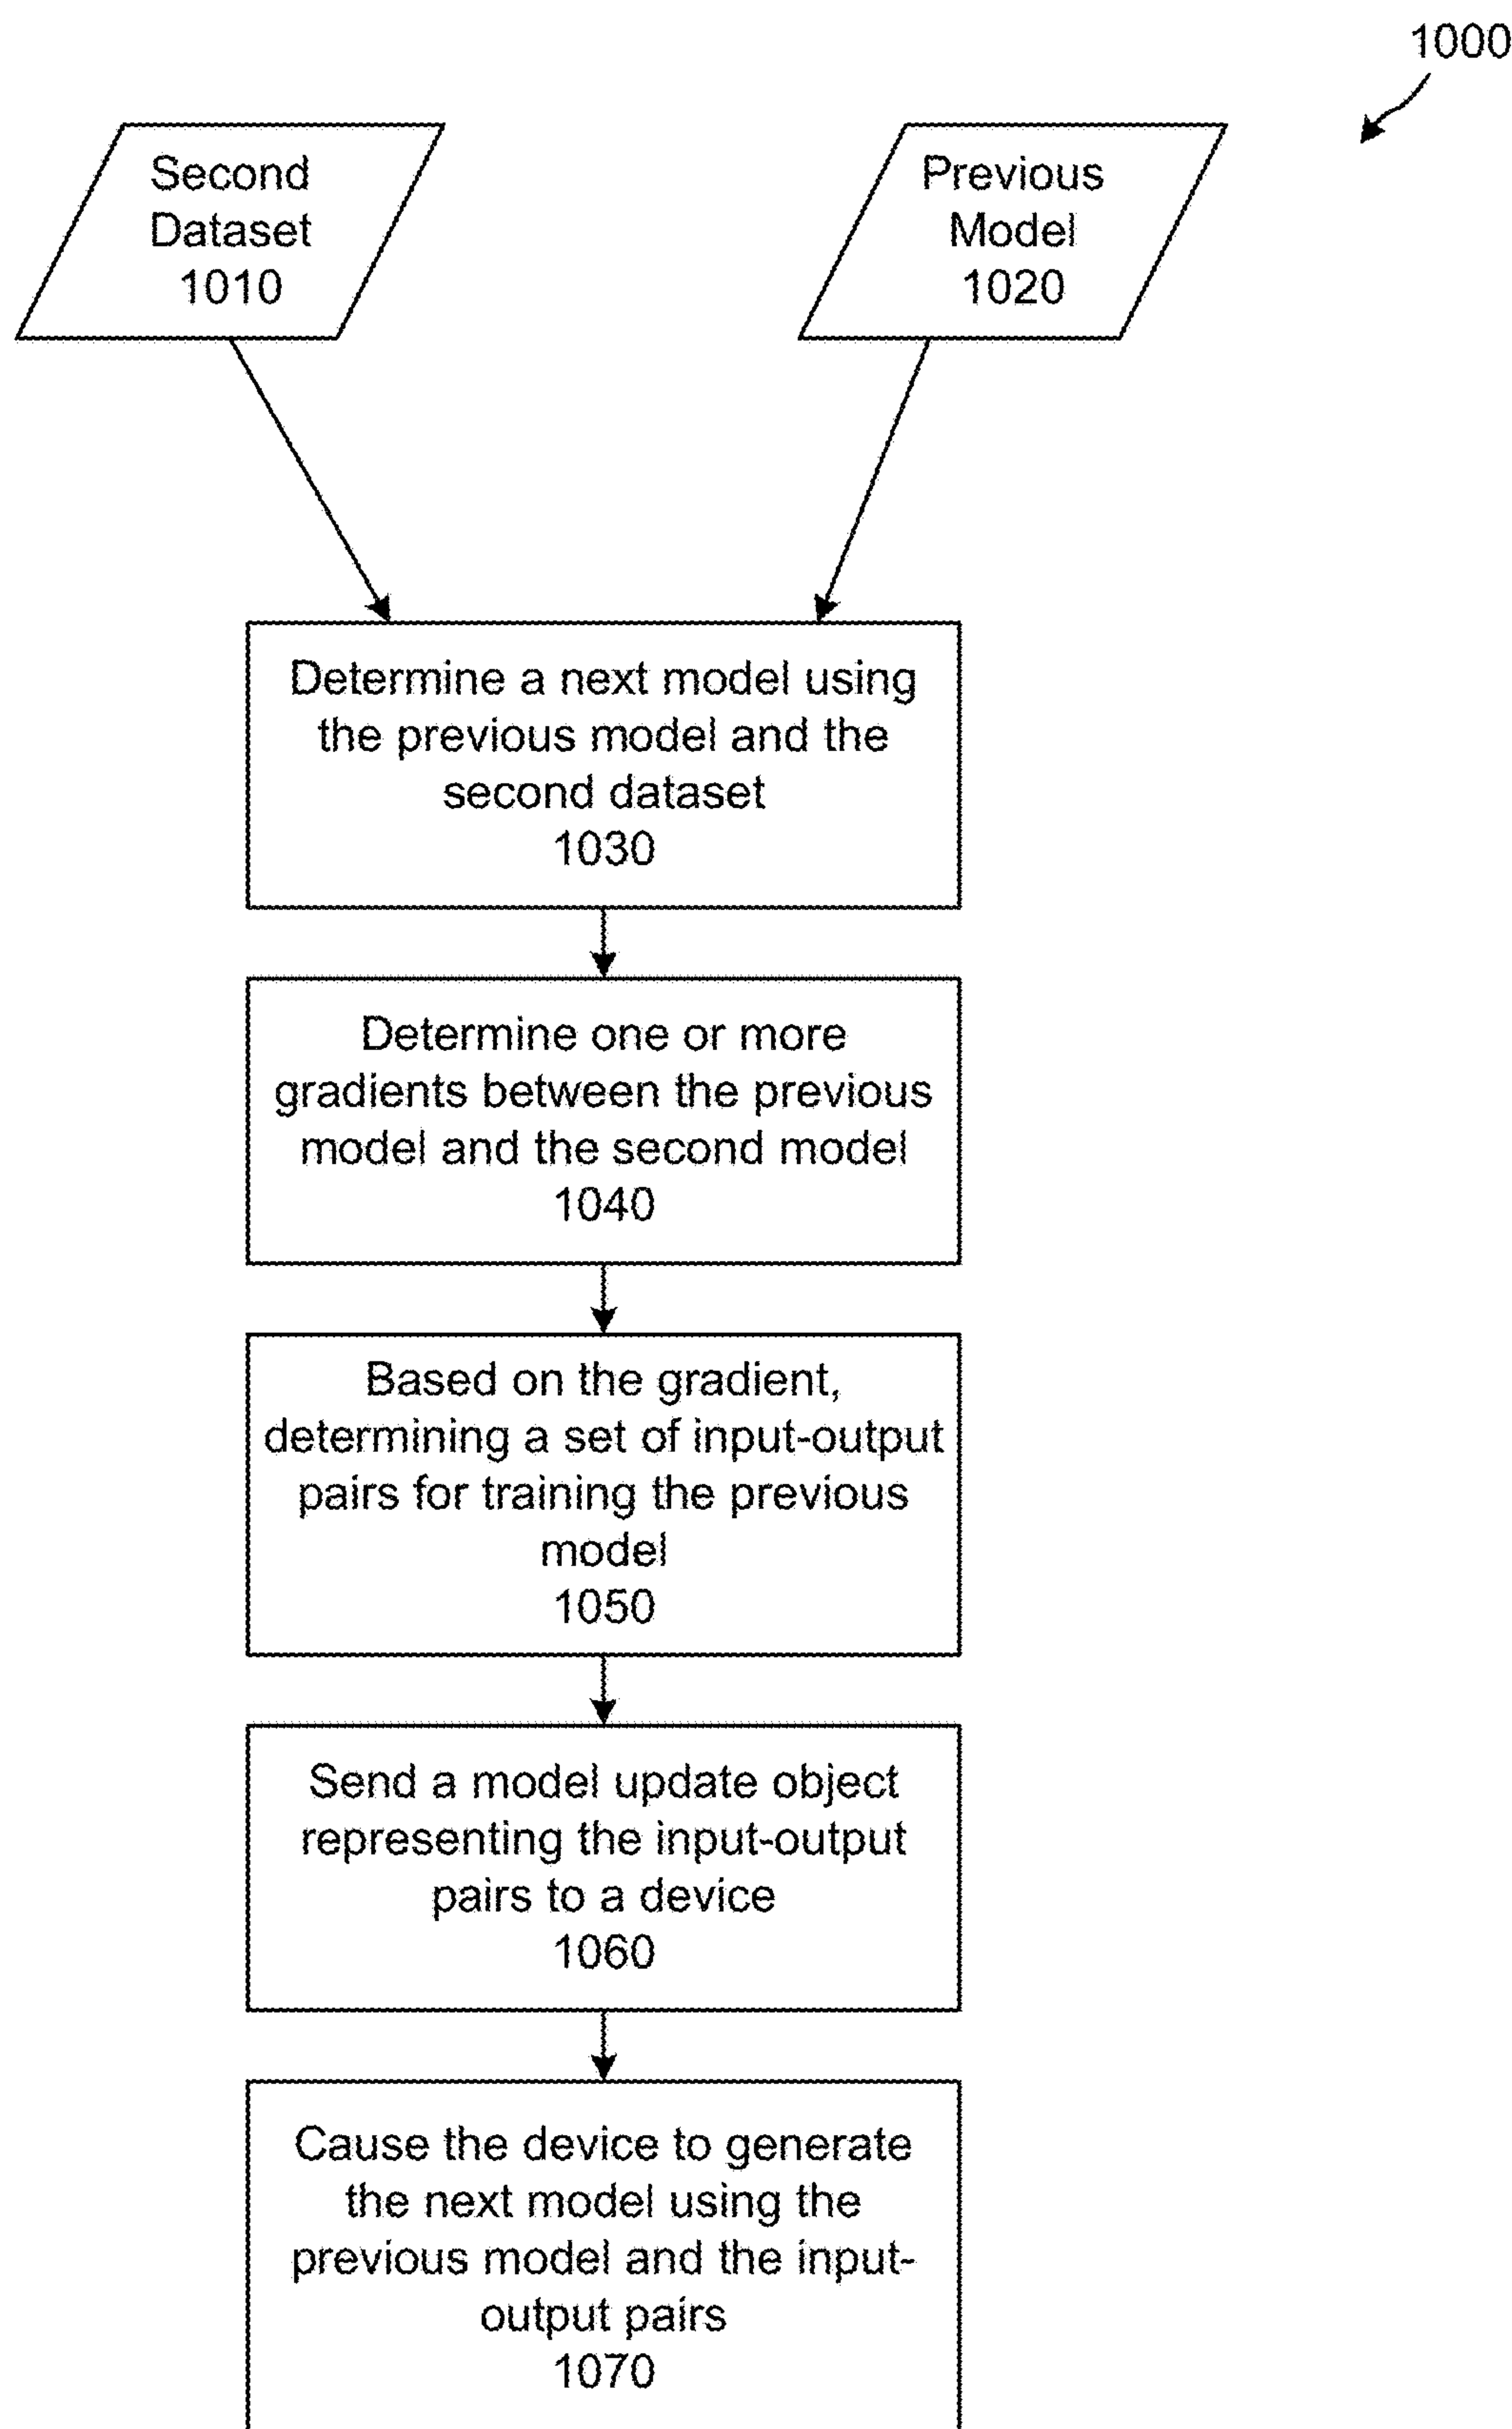 1000
Second
Dataset
1010
Previous
Model
1020
Determine a next model using
the previous model and the
second dataset
1030
Determine one or more
gradients between the previous
model and the second model
1040
Based on the gradient,
determining a set of input-output
pairs for training the previous
model
1050
Send a model update object
representing the input-output
pairs to a device
1060
Cause the device to generate
the next model using the
previous model and the input-
output pairs
1070